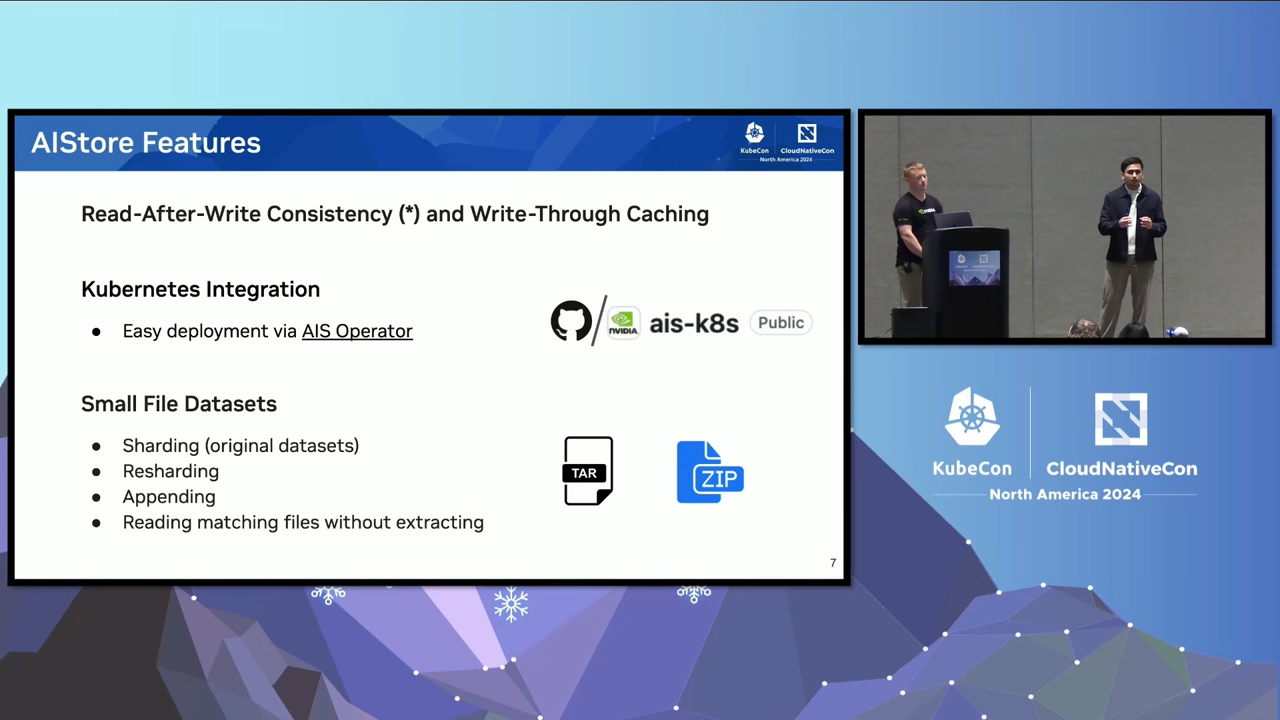 AIStore Features
KubeCon
CloudNativeCon
North America 2024
Read-After-Write Consistency (*) and Write-Through Caching
Kubernetes Integration
● Easy deployment via AIS Operator
NVIDIA
ais-k8s
Public
Small File Datasets
● Sharding (original datasets)
● Resharding
● Appending
● Reading matching files without extracting
TAR
ZIP
7
NVIDIA
KubeCon
CloudNativeCon
North America 2024